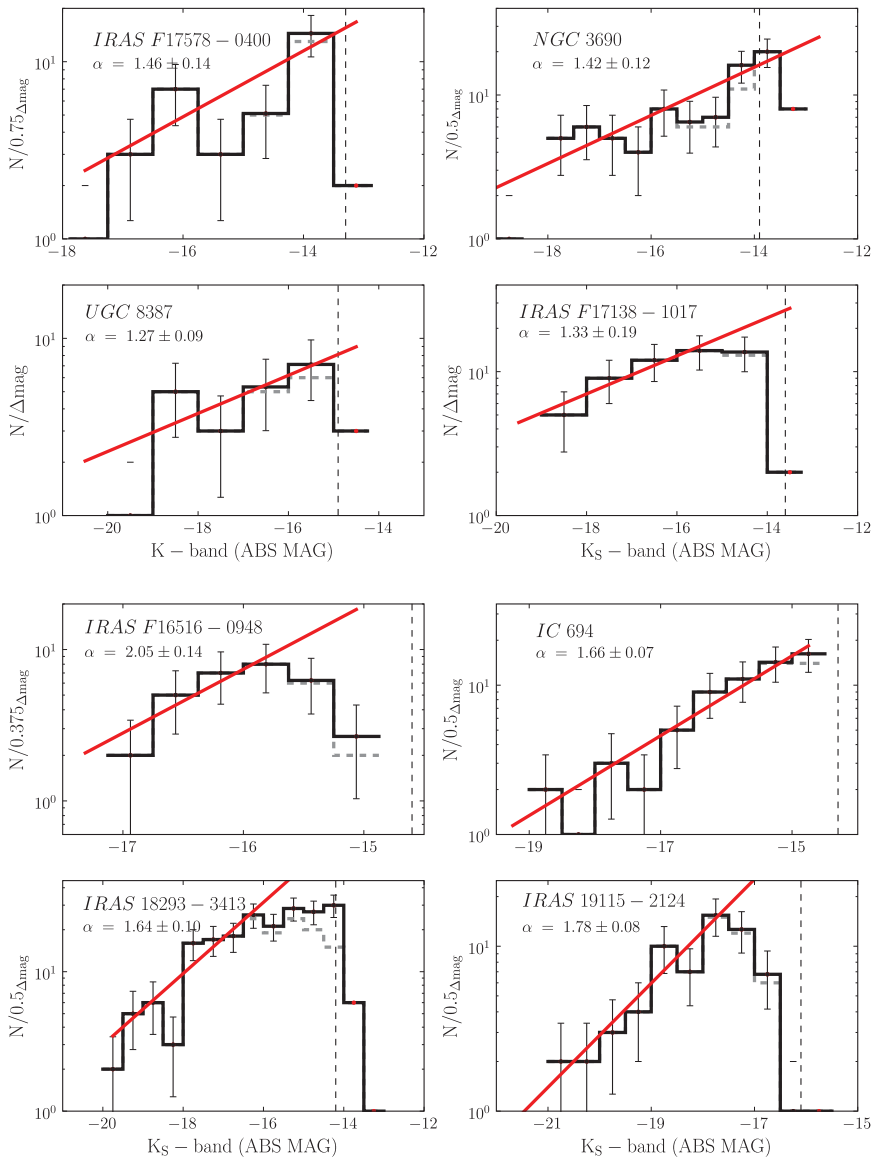 IRAS F17578−0400
α = 1.46 ± 0.14
N/0.75Δmag
10¹
10⁰
−18 −16 −14 −12
NGC 3690
α = 1.42 ± 0.12
N/0.5Δmag
10¹
10⁰
−18 −16 −14 −12
UGC 8387
α = 1.27 ± 0.09
N/Δmag
10¹
10⁰
−20 −18 −16 −14
K − band (ABS MAG)
IRAS F17138−1017
α = 1.33 ± 0.19
N/Δmag
10¹
10⁰
−20 −18 −16 −14 −12
K_S − band (ABS MAG)
IRAS F16516−0948
α = 2.05 ± 0.14
N/0.375Δmag
10¹
10⁰
−17 −16 −15
IC 694
α = 1.66 ± 0.07
N/0.5Δmag
10¹
10⁰
−19 −17 −15
IRAS 18293−3413
α = 1.64 ± 0.10
N/0.5Δmag
10¹
10⁰
−20 −18 −16 −14 −12
K_S − band (ABS MAG)
IRAS 19115−2124
α = 1.78 ± 0.08
N/0.5Δmag
10¹
10⁰
−21 −19 −17 −15
K_S − band (ABS MAG)